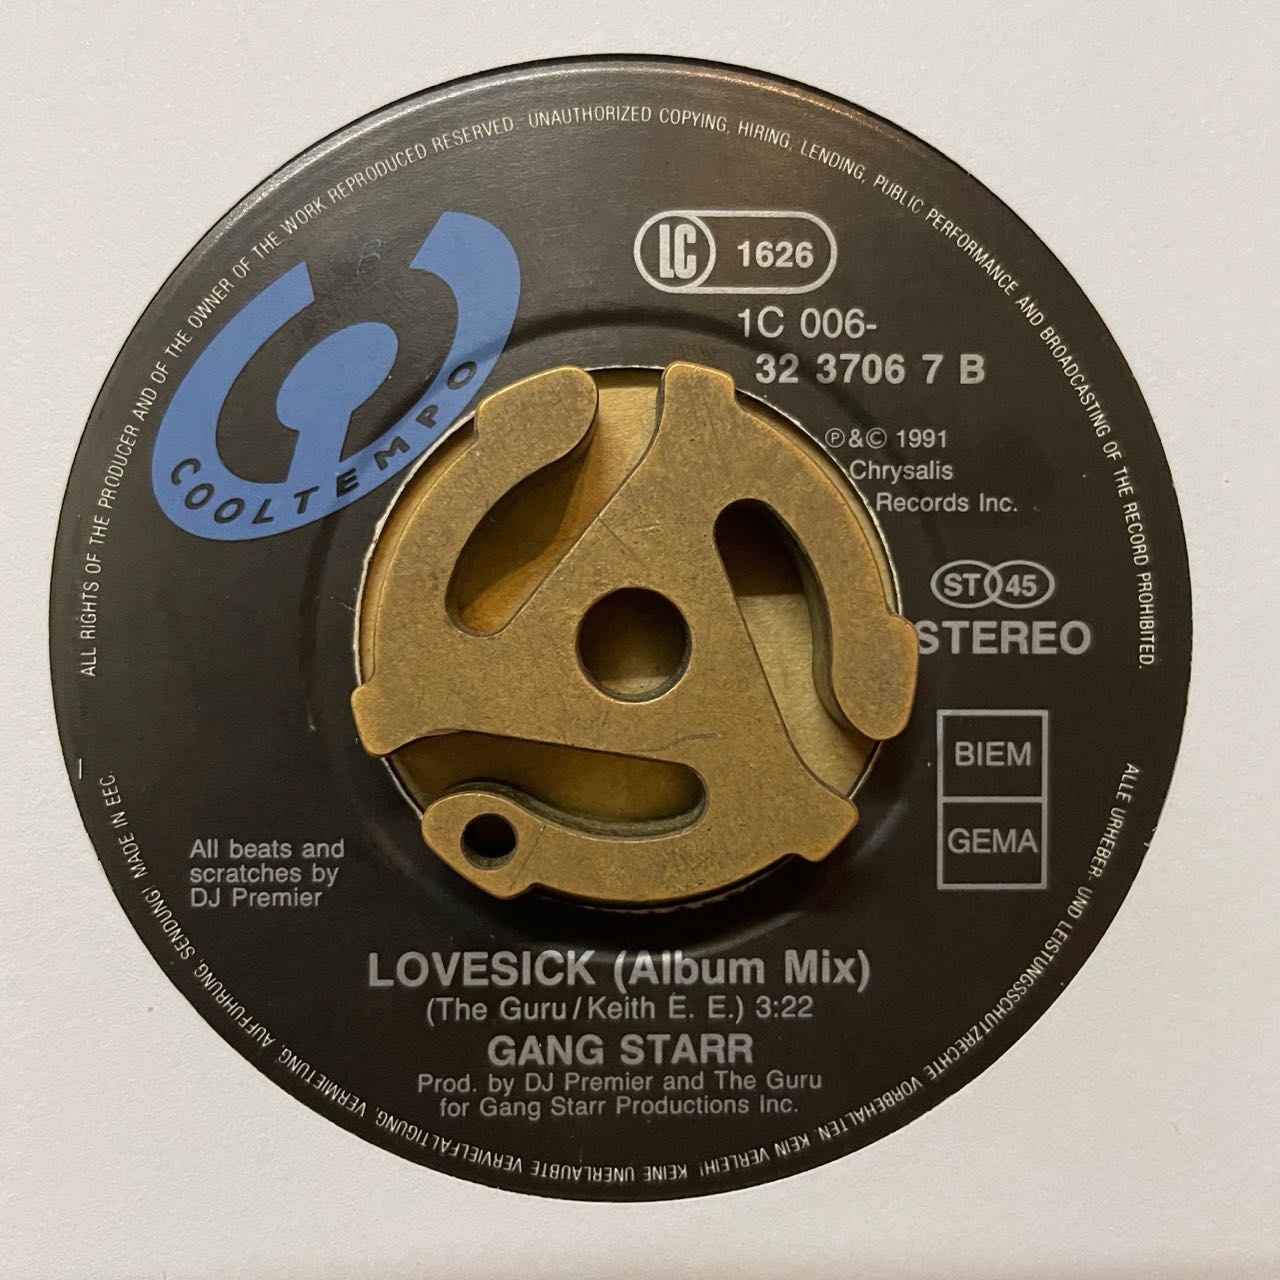 ALL RIGHTS OF THE PRODUCER AND OF THE OWNER OF THE WORK REPRODUCED RESERVED. UNAUTHORIZED COPYING, HIRING, LENDING, PUBLIC PERFORMANCE AND BROADCASTING OF THE RECORD PROHIBITED.
B
COOLTEMPO
LC 1626
1C 006-
32 3706 7 B
℗&© 1991
Chrysalis
Records Inc.
ST 45
STEREO
BIEM
GEMA
All beats and
scratches by
DJ Premier
LOVESICK (Album Mix)
(The Guru/Keith E. E.) 3:22
GANG STARR
Prod. by DJ Premier and The Guru
for Gang Starr Productions Inc.
ALLE URHEBER- UND LEISTUNGSSCHUTZRECHTE VORBEHALTEN. KEIN VERLEIH! KEINE UNERLAUBTE VERVIELFÄLTIGUNG, VERMIETUNG, AUFFÜHRUNG, SENDUNG! MADE IN EEC.